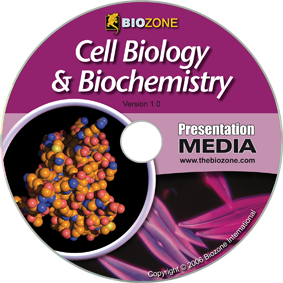 BIOZONE
Cell Biology
& Biochemistry
Version 1.0
Presentation
MEDIA
www.thebiozone.com
Copyright © 2006 Biozone International